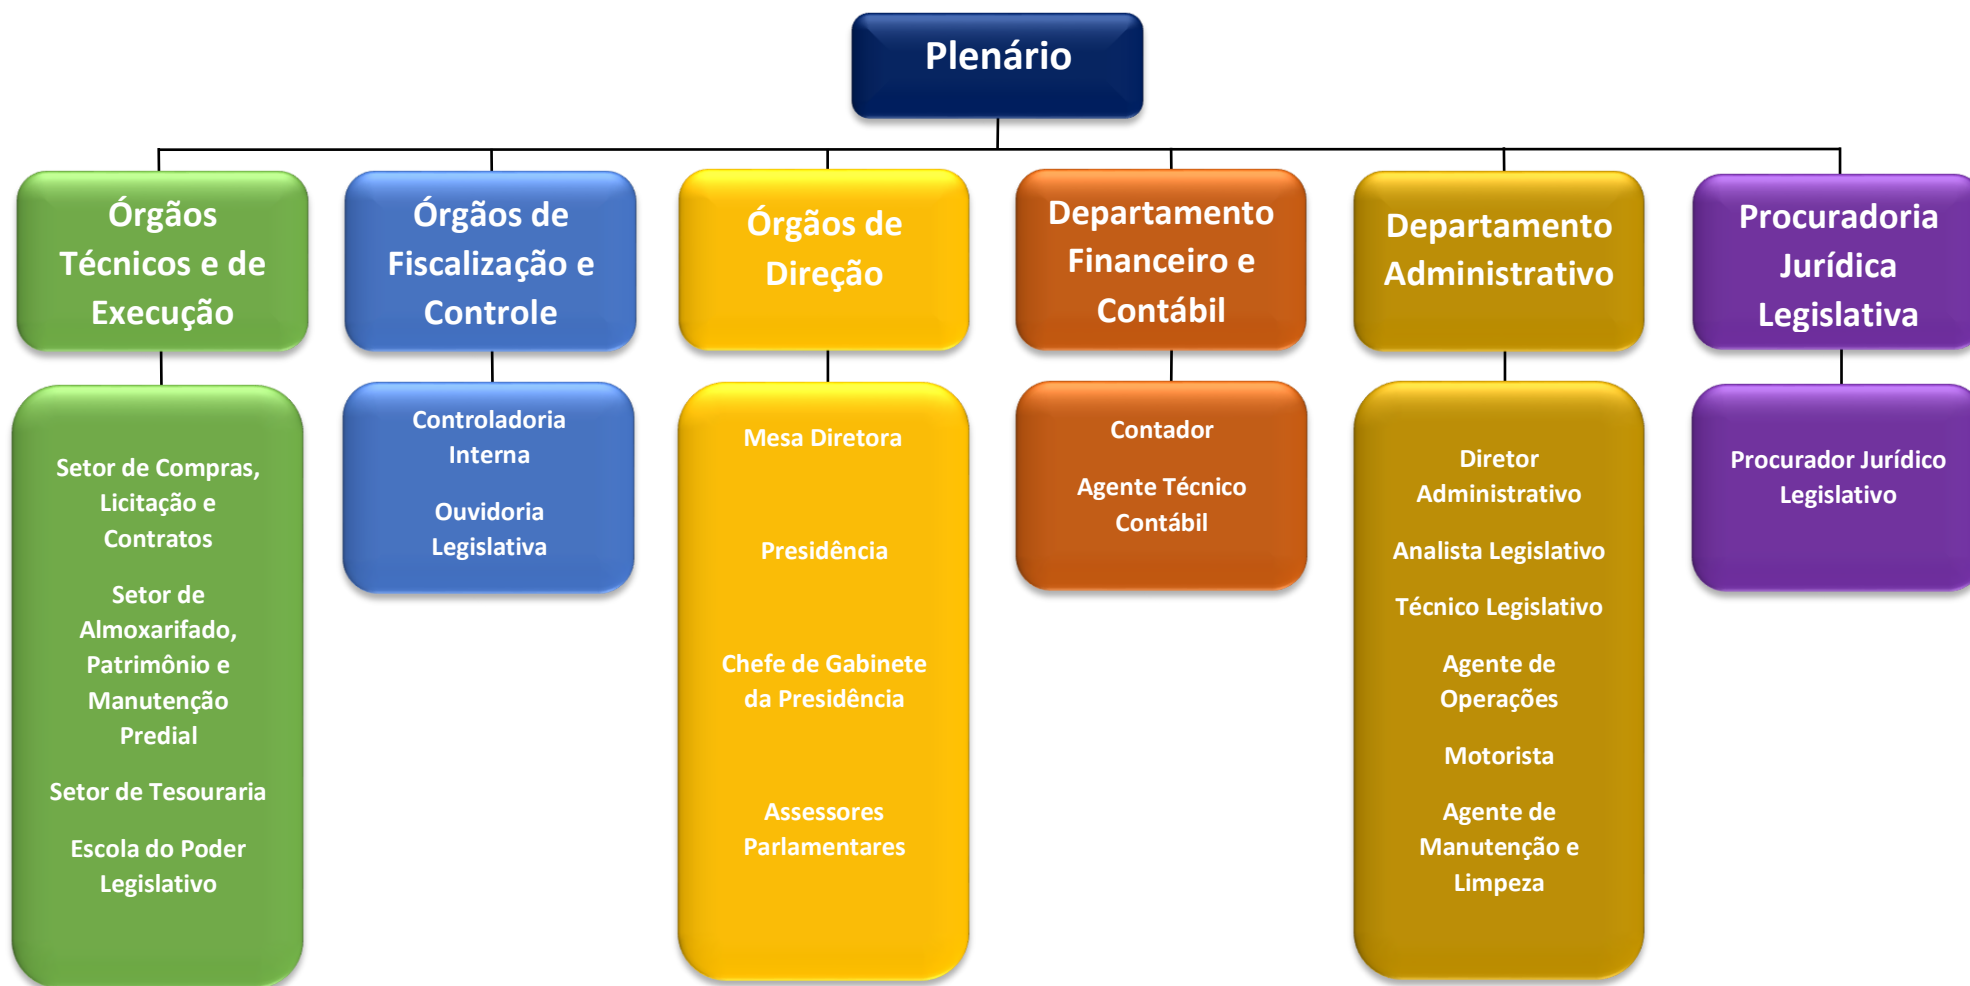 Plenário
Órgãos
Técnicos e de
Execução
Órgãos de
Fiscalização e
Controle
Órgãos de
Direção
Departamento
Financeiro e
Contábil
Departamento
Administrativo
Procuradoria
Jurídica
Legislativa
Setor de Compras,
Licitação e
Contratos
Setor de
Almoxarifado,
Patrimônio e
Manutenção
Predial
Setor de Tesouraria
Escola do Poder
Legislativo
Controladoria
Interna
Ouvidoria
Legislativa
Mesa Diretora
Presidência
Chefe de Gabinete
da Presidência
Assessores
Parlamentares
Contador
Agente Técnico
Contábil
Diretor
Administrativo
Analista Legislativo
Técnico Legislativo
Agente de
Operações
Motorista
Agente de
Manutenção e
Limpeza
Procurador Jurídico
Legislativo